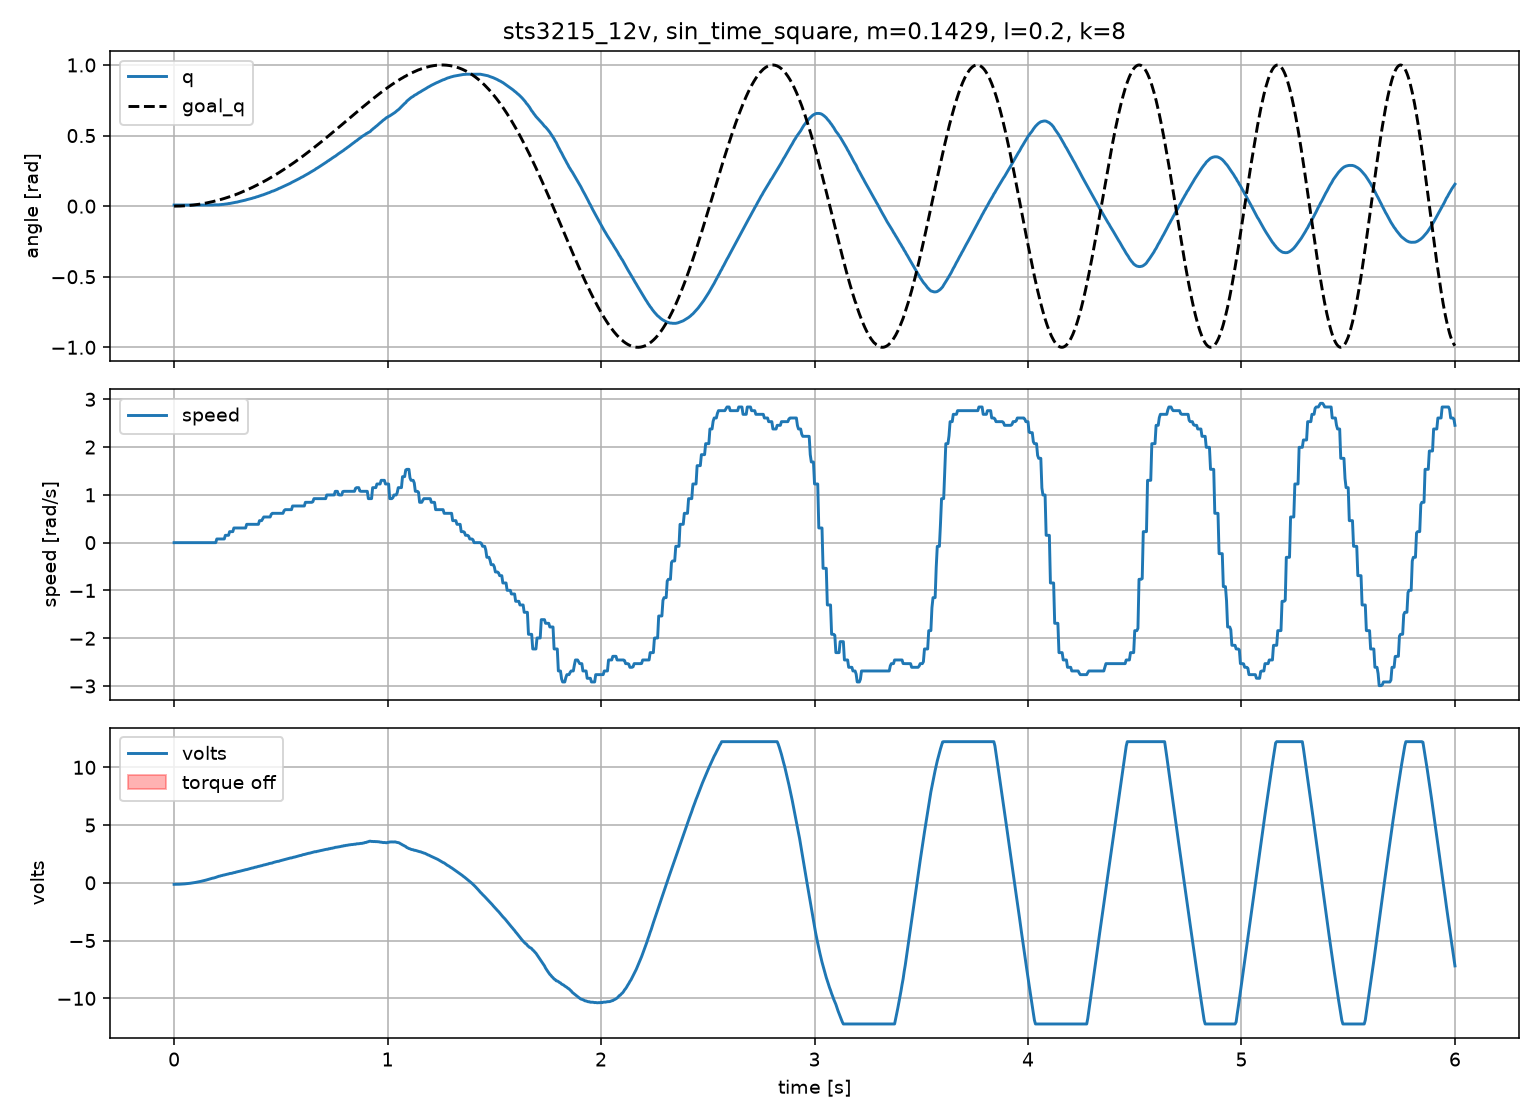 sts3215_12v, sin_time_square, m=0.1429, l=0.2, k=8
1.0
0.5
0.0
−0.5
−1.0
angle [rad]
q
goal_q
3
2
1
0
−1
−2
−3
speed [rad/s]
speed
10
5
0
−5
−10
volts
volts
torque off
0 1 2 3 4 5 6
time [s]